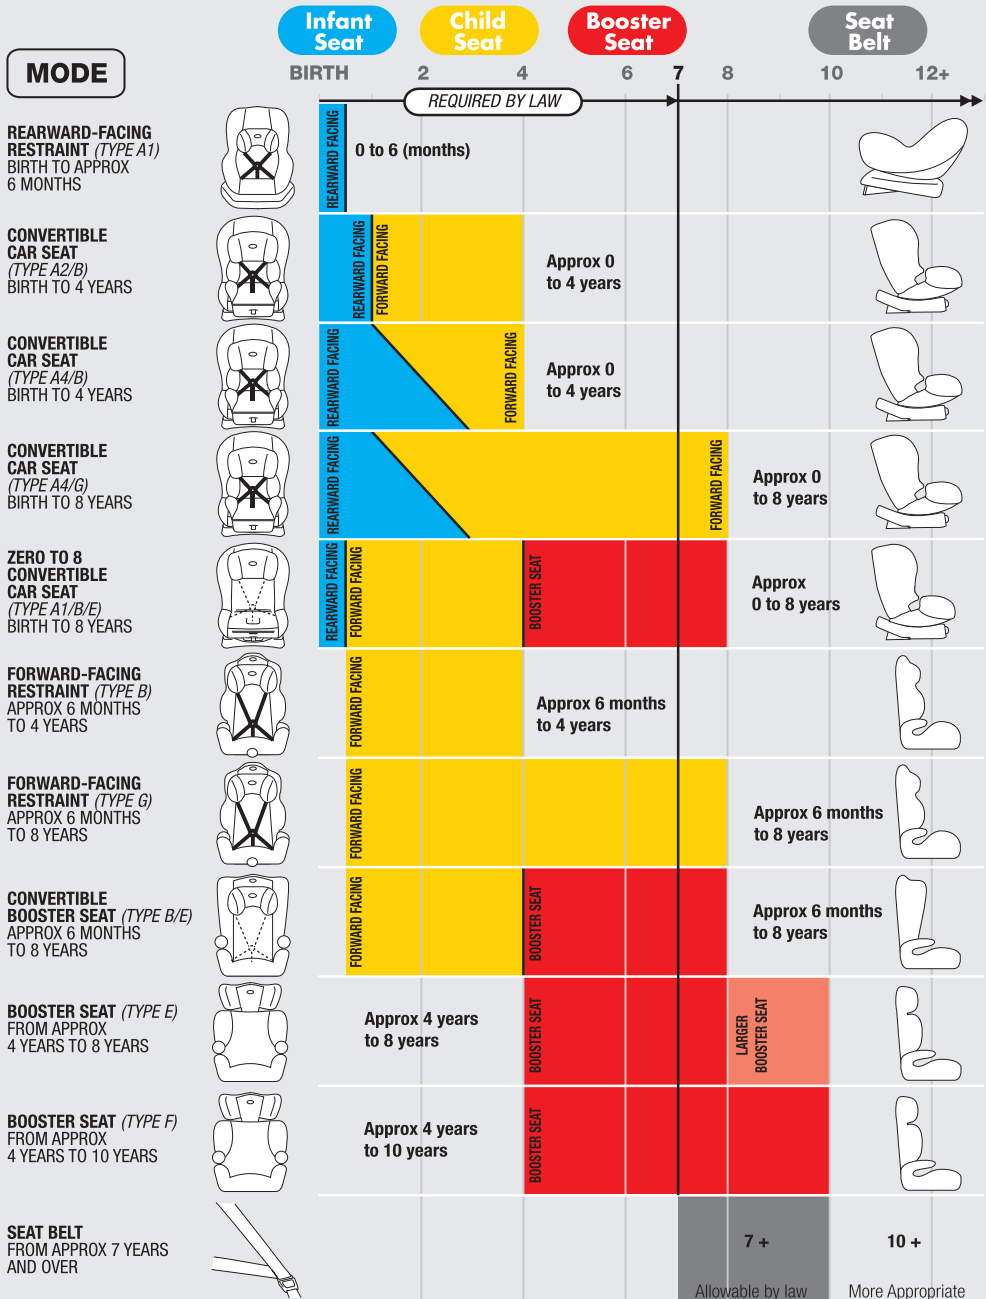 Infant
Seat
Child
Seat
Booster
Seat
Seat
Belt
MODE
BIRTH 2 4 6 7 8 10 12+
REQUIRED BY LAW
REARWARD-FACING
RESTRAINT (TYPE A1)
BIRTH TO APPROX
6 MONTHS
REARWARD FACING
0 to 6 (months)
CONVERTIBLE
CAR SEAT
(TYPE A2/B)
BIRTH TO 4 YEARS
REARWARD FACING
FORWARD FACING
Approx 0
to 4 years
CONVERTIBLE
CAR SEAT
(TYPE A4/B)
BIRTH TO 4 YEARS
REARWARD FACING
FORWARD FACING
Approx 0
to 4 years
CONVERTIBLE
CAR SEAT
(TYPE A4/G)
BIRTH TO 8 YEARS
REARWARD FACING
FORWARD FACING
Approx 0
to 8 years
ZERO TO 8
CONVERTIBLE
CAR SEAT
(TYPE A1/B/E)
BIRTH TO 8 YEARS
REARWARD FACING
FORWARD FACING
BOOSTER SEAT
Approx
0 to 8 years
FORWARD-FACING
RESTRAINT (TYPE B)
APPROX 6 MONTHS
TO 4 YEARS
FORWARD FACING
Approx 6 months
to 4 years
FORWARD-FACING
RESTRAINT (TYPE G)
APPROX 6 MONTHS
TO 8 YEARS
FORWARD FACING
Approx 6 months
to 8 years
CONVERTIBLE
BOOSTER SEAT (TYPE B/E)
APPROX 6 MONTHS
TO 8 YEARS
FORWARD FACING
BOOSTER SEAT
Approx 6 months
to 8 years
BOOSTER SEAT (TYPE E)
FROM APPROX
4 YEARS TO 8 YEARS
Approx 4 years
to 8 years
BOOSTER SEAT
LARGER
BOOSTER SEAT
BOOSTER SEAT (TYPE F)
FROM APPROX
4 YEARS TO 10 YEARS
Approx 4 years
to 10 years
BOOSTER SEAT
SEAT BELT
FROM APPROX 7 YEARS
AND OVER
7 +
10 +
Allowable by law
More Appropriate